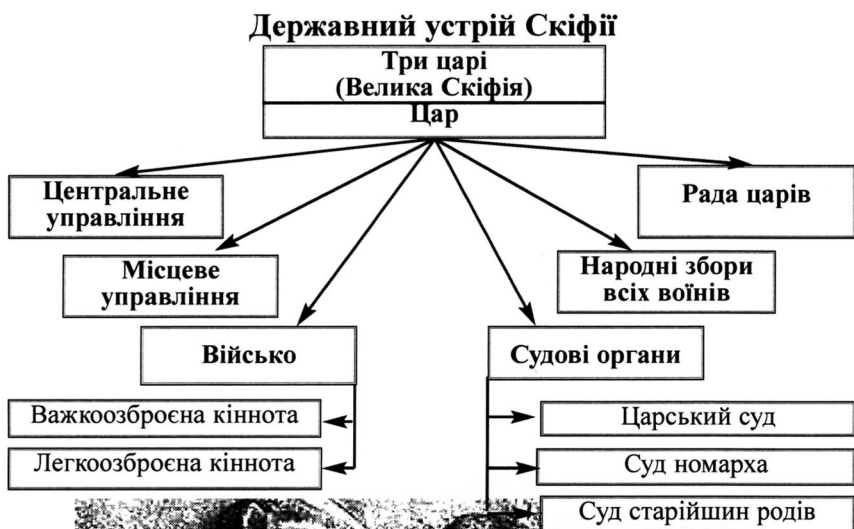 Державний устрій Скіфії
Три царі
(Велика Скіфія)
Цар
Центральне
управління
Рада царів
Місцеве
управління
Народні збори
всіх воїнів
Військо
Судові органи
Важкоозброєна кіннота
Царський суд
Легкоозброєна кіннота
Суд номарха
Суд старійшин родів